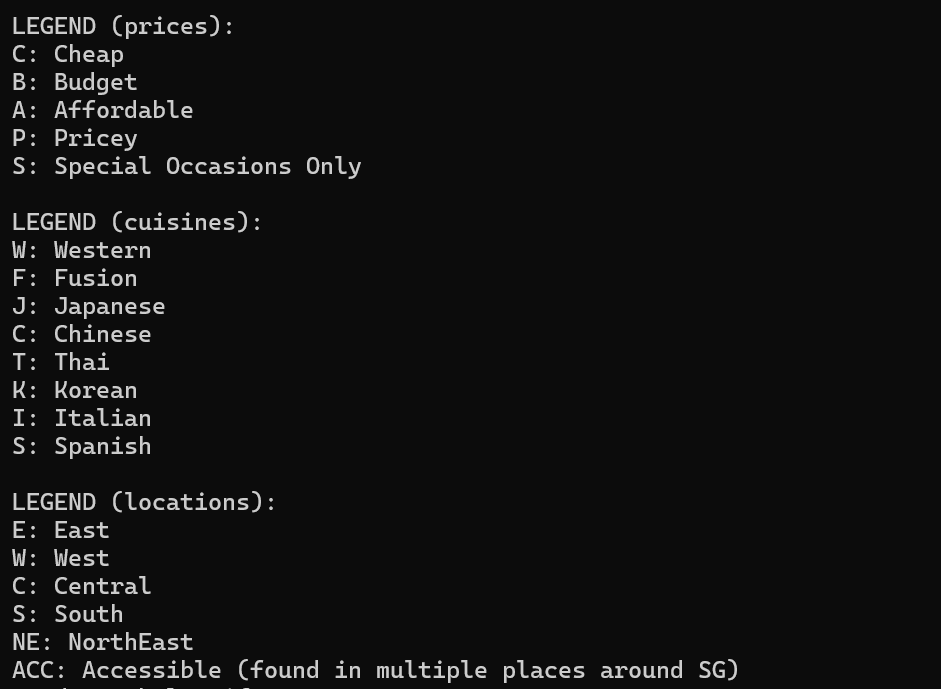 LEGEND (prices):
C: Cheap
B: Budget
A: Affordable
P: Pricey
S: Special Occasions Only
LEGEND (cuisines):
W: Western
F: Fusion
J: Japanese
C: Chinese
T: Thai
K: Korean
I: Italian
S: Spanish
LEGEND (locations):
E: East
W: West
C: Central
S: South
NE: NorthEast
ACC: Accessible (found in multiple places around SG)